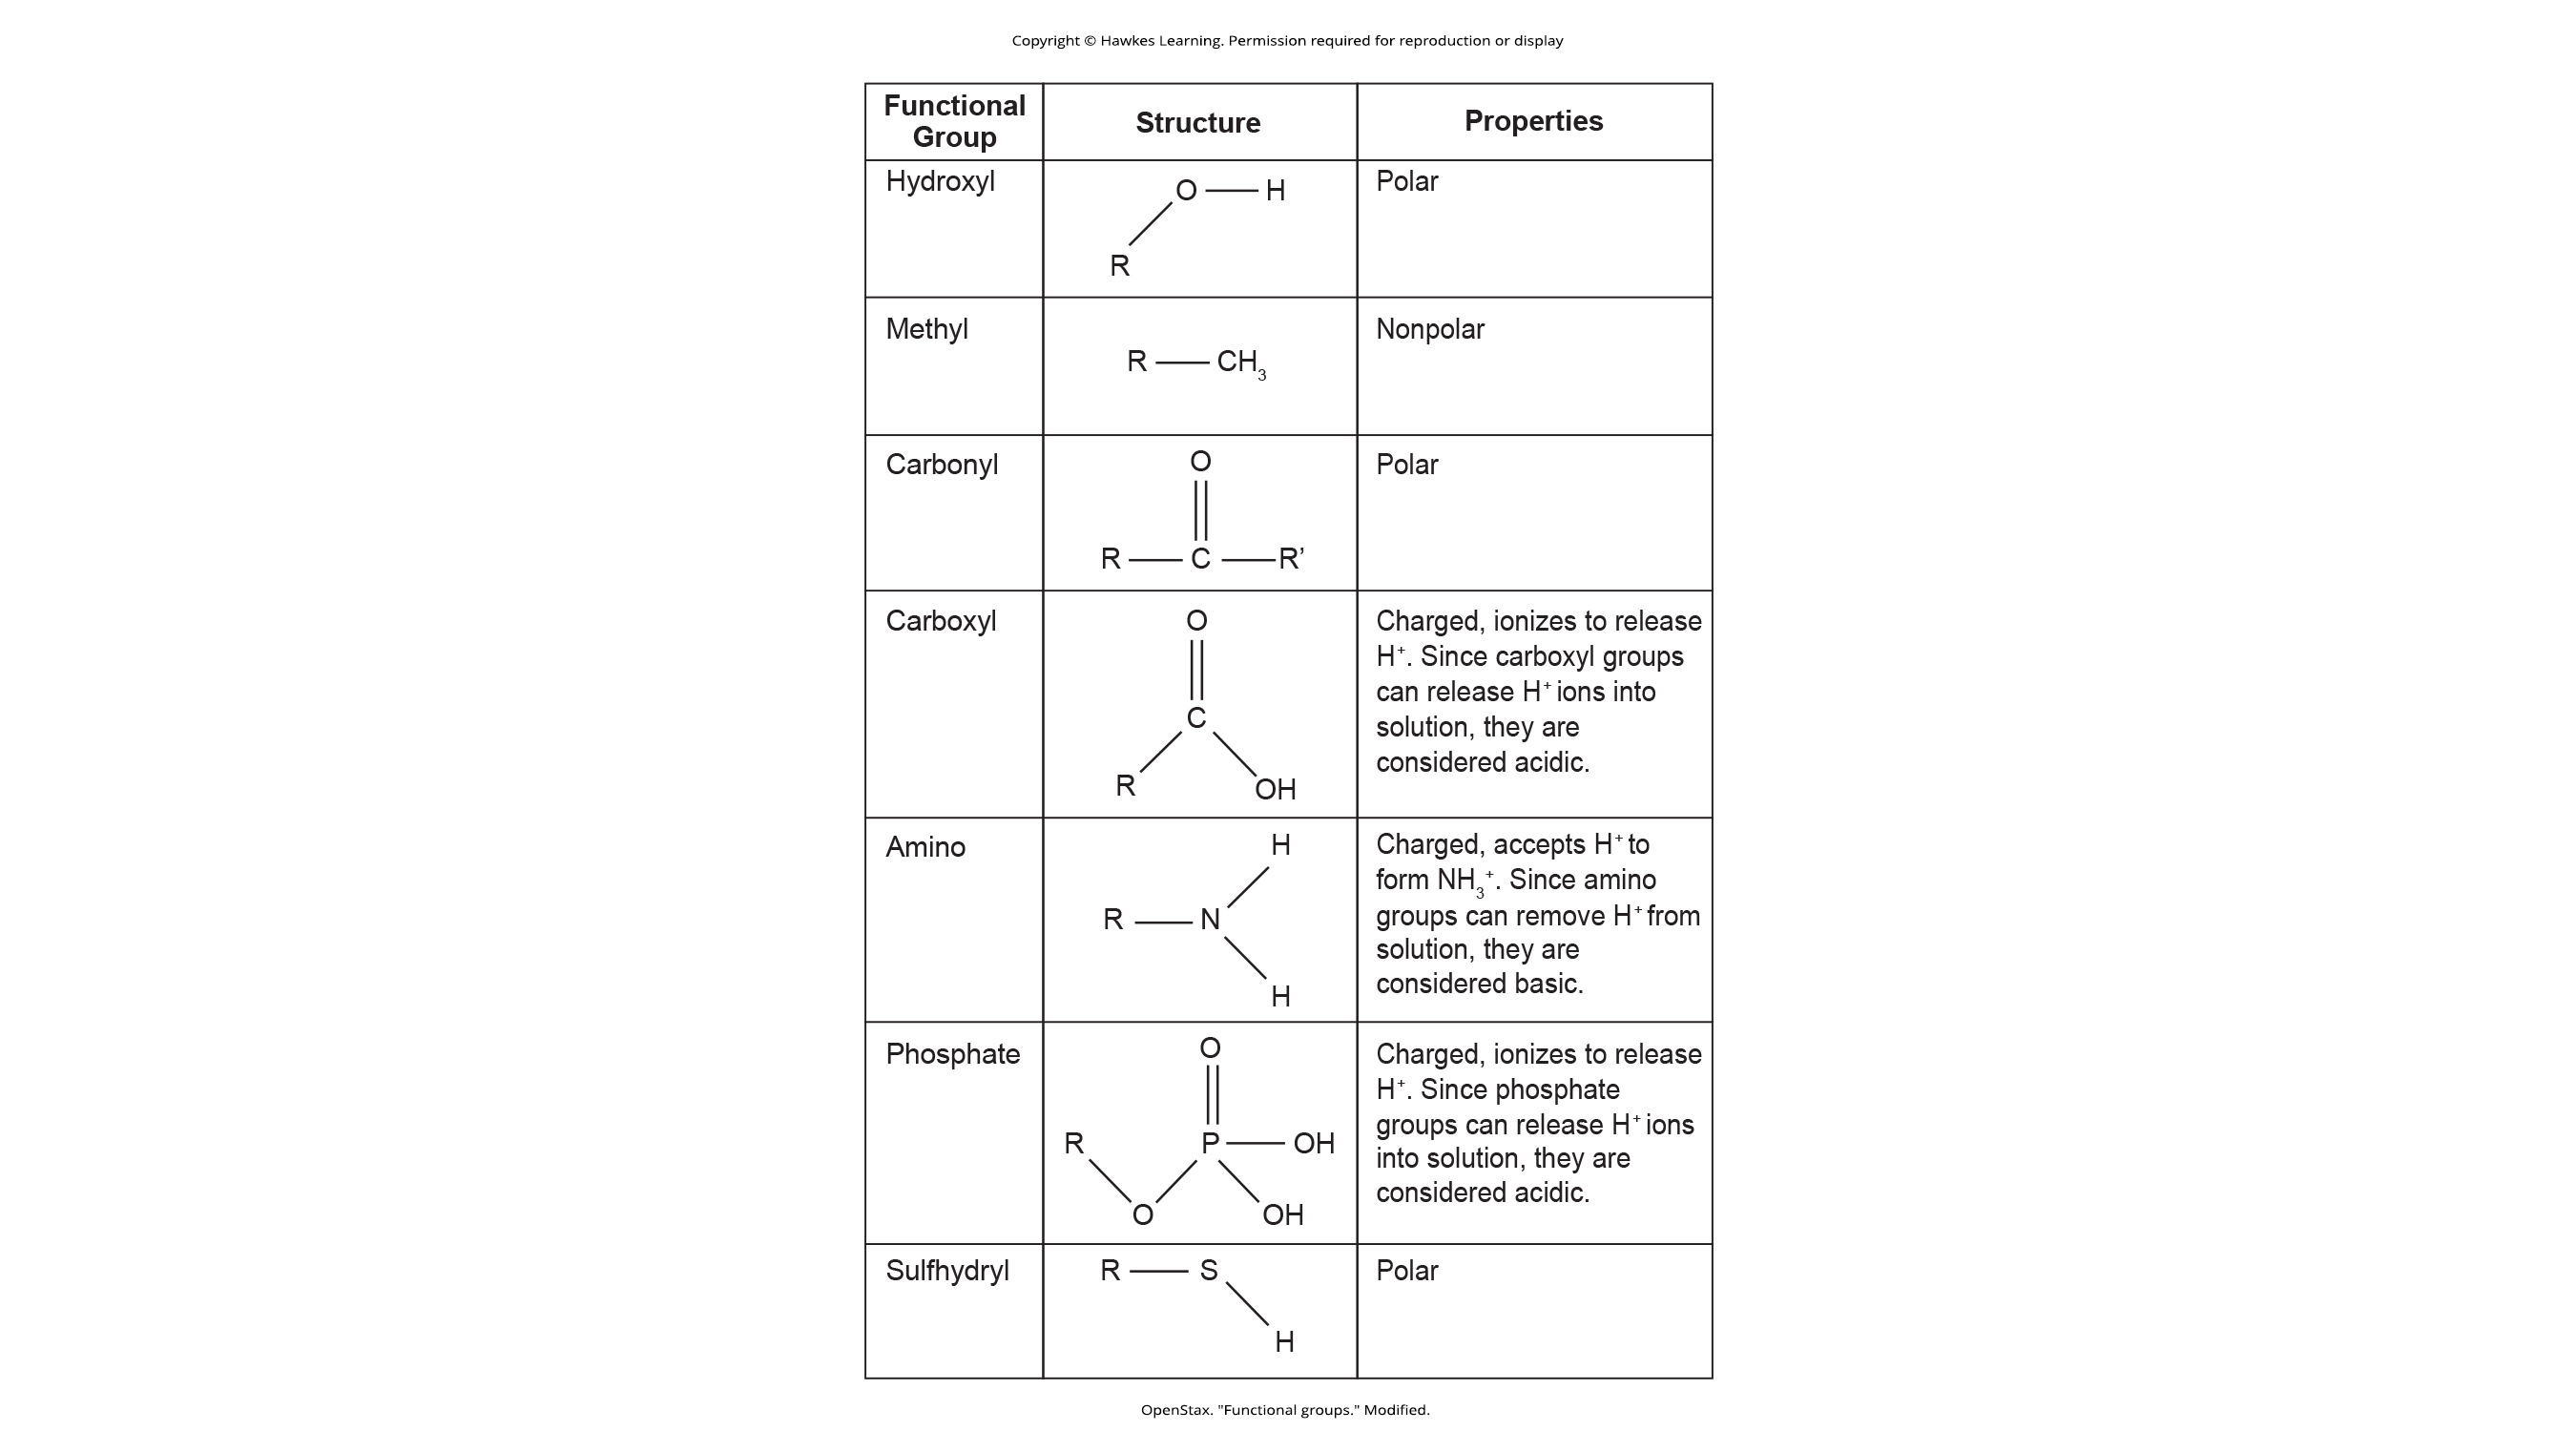 Copyright © Hawkes Learning. Permission required for reproduction or display
Functional
Group
Structure
Properties
Hydroxyl
O H
R
Polar
Methyl
R CH₃
Nonpolar
Carbonyl
O
R C R’
Polar
Carboxyl
O
C
R OH
Charged, ionizes to release
H⁺. Since carboxyl groups
can release H⁺ ions into
solution, they are
considered acidic.
Amino
H
R N
H
Charged, accepts H⁺ to
form NH₃⁺. Since amino
groups can remove H⁺ from
solution, they are
considered basic.
Phosphate
O
R P OH
O OH
Charged, ionizes to release
H⁺. Since phosphate
groups can release H⁺ ions
into solution, they are
considered acidic.
Sulfhydryl
R S
H
Polar
OpenStax. "Functional groups." Modified.